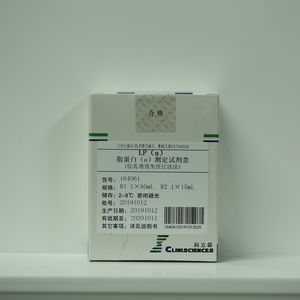 合格
LP（a）
脂蛋白（a）测定试剂盒
（胶乳增强免疫比浊法）
货号：164061
规格：R1 1×60mL R2 1×15mL
储存：2-8℃ 密闭避光
批号：20191012
生产日期：20191012
有效期至：20201011
其它事项：详见说明书
科立森
CLINISCIENCES